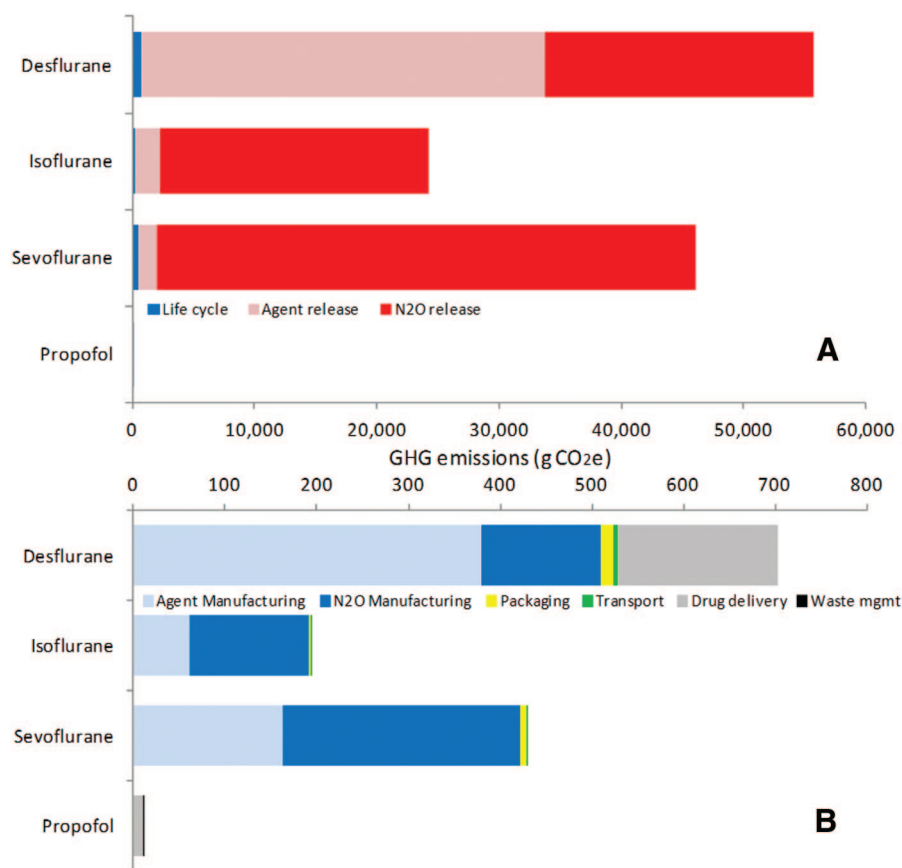 Desflurane
Isoflurane
Sevoflurane
Life cycle Agent release N2O release
Propofol
A
0 10,000 20,000 30,000 40,000 50,000 60,000
GHG emissions (g CO2e)
0 100 200 300 400 500 600 700 800
Desflurane
Agent Manufacturing N2O Manufacturing Packaging Transport Drug delivery Waste mgmt
Isoflurane
Sevoflurane
Propofol
B